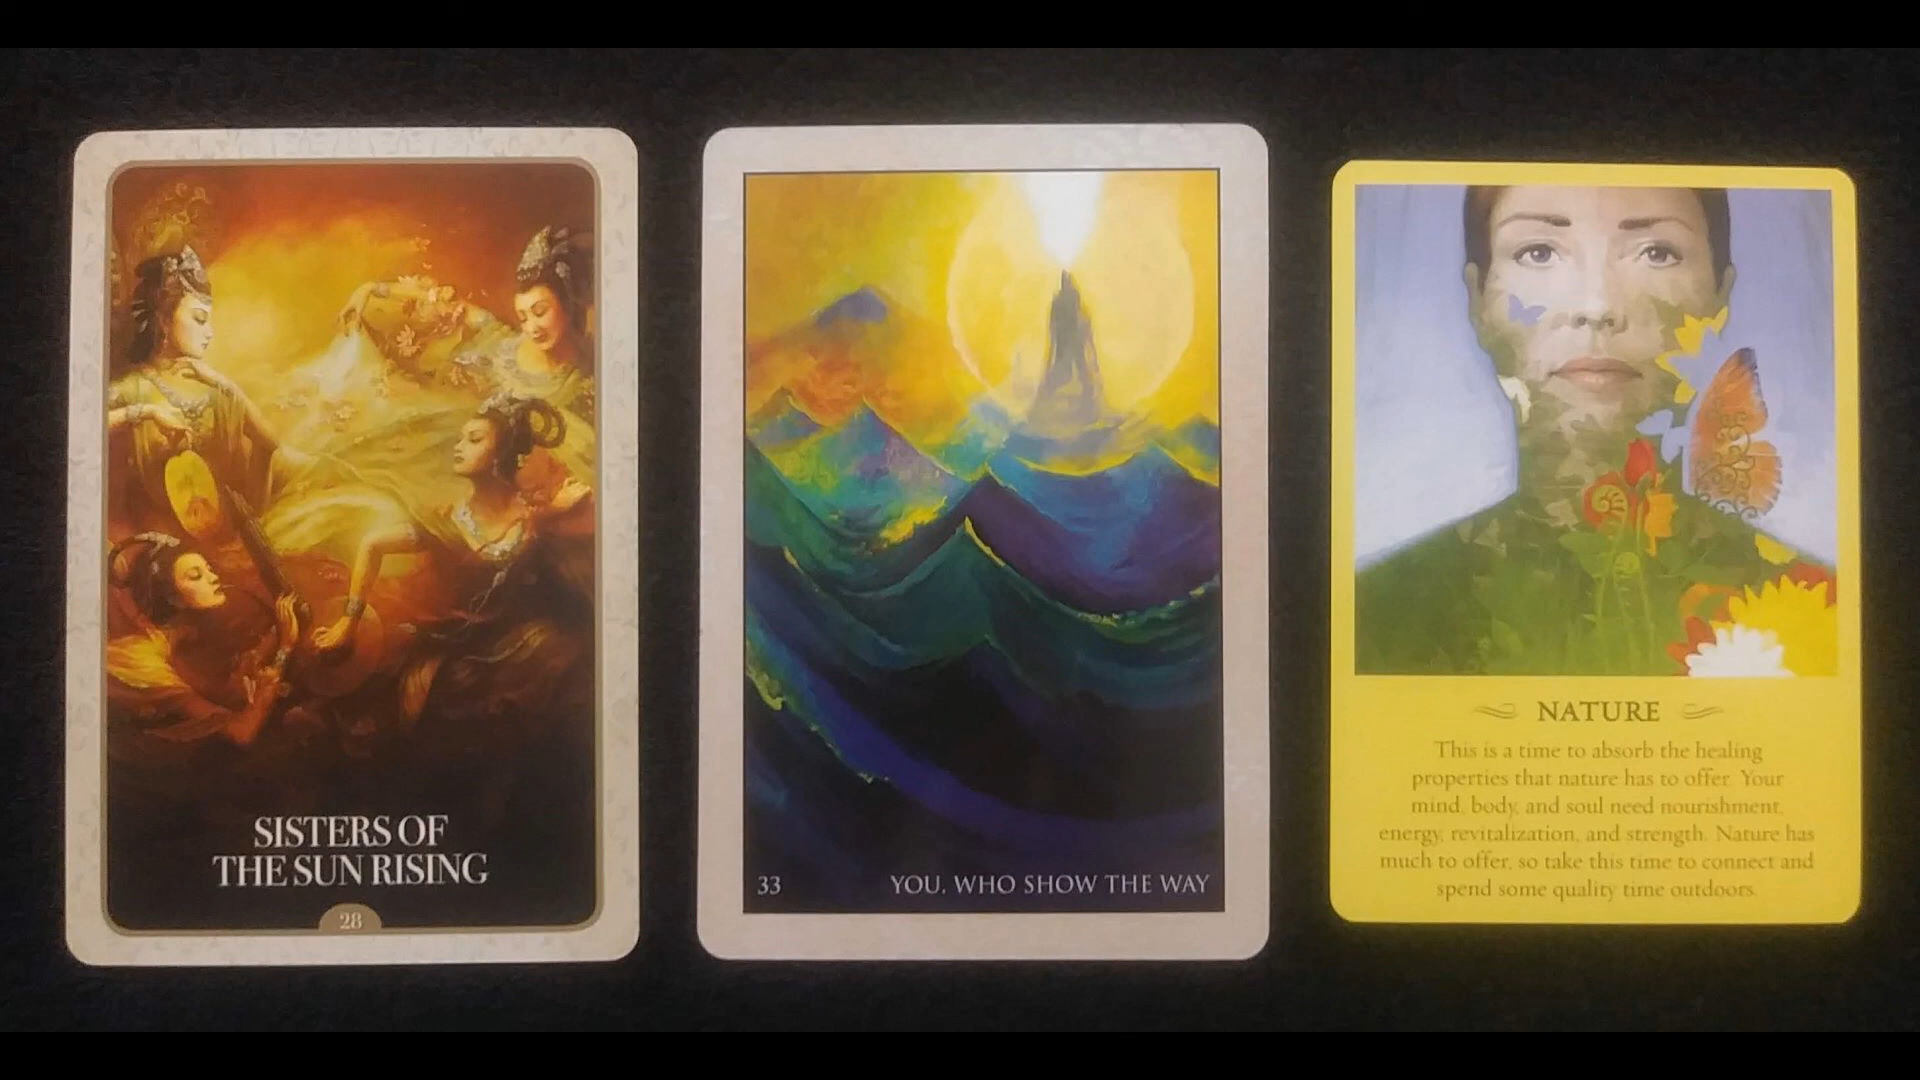 SISTERS OF
THE SUN RISING
28
33
YOU, WHO SHOW THE WAY
NATURE
This is a time to absorb the healing
properties that nature has to offer. Your
mind, body, and soul need nourishment,
energy, revitalization, and strength. Nature has
much to offer, so take this time to connect and
spend some quality time outdoors.